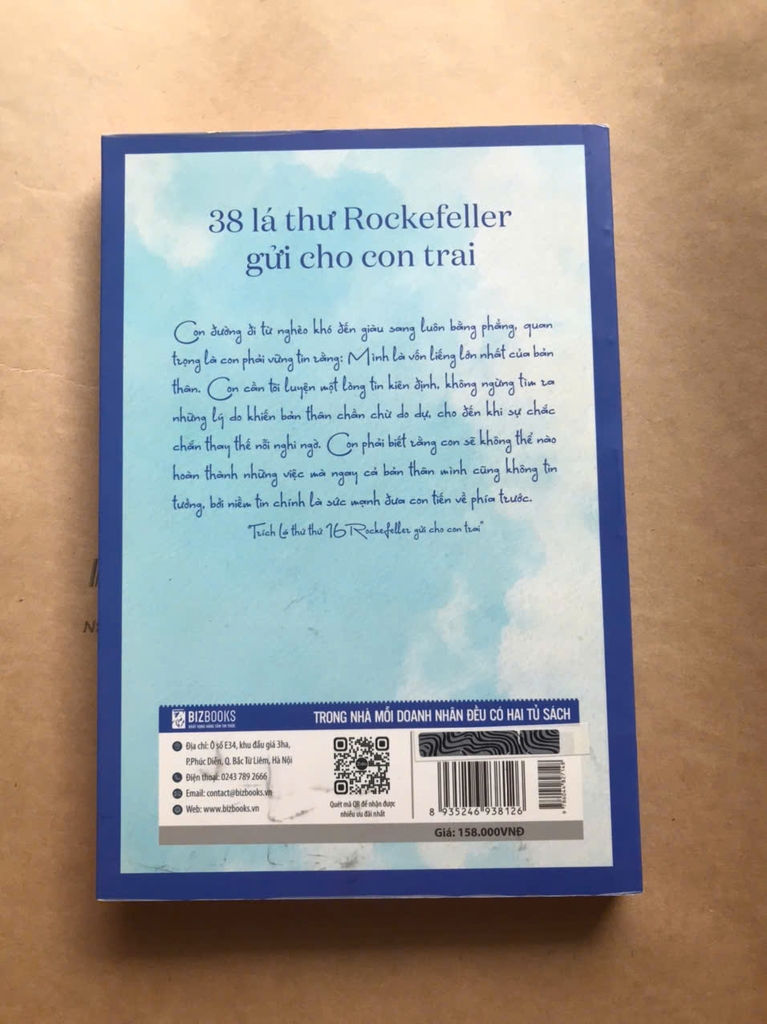 38 lá thư Rockefeller
gửi cho con trai
Con đường đi từ nghèo khó đến giàu sang luôn bằng phẳng, quan
trọng là con phải vững tin rằng: Mình là vốn liếng lớn nhất của bản
thân. Con cần tôi luyện một lòng tin kiên định, không ngừng tìm ra
những lý do khiến bản thân chần chừ do dự, cho đến khi sự chắc
chắn thay thế nỗi nghi ngờ. Con phải biết rằng con sẽ không thể nào
hoàn thành những việc mà ngay cả bản thân mình cũng không tin
tưởng, bởi niềm tin chính là sức mạnh đưa con tiến về phía trước.
"Trích Lá thư thứ 16 Rockefeller gửi cho con trai"
BIZBOOKS
TRONG NHÀ MỖI DOANH NHÂN ĐỀU CÓ HAI TỦ SÁCH
Địa chỉ: Ô số E34, khu đấu giá 3ha,
P.Phúc Diễn, Q. Bắc Từ Liêm, Hà Nội
Điện thoại: 0243 789 2666
Email: contact@bizbooks.vn
Web: www.bizbooks.vn
Quét mã QR để nhận được
nhiều ưu đãi nhất
8 935246 938126
Giá: 158.000VNĐ